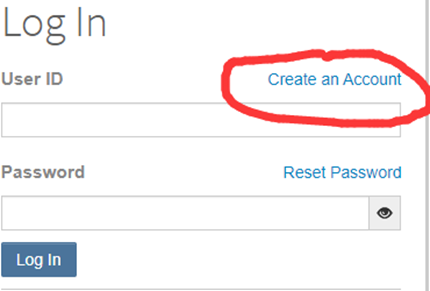 Log In
User ID Create an Account
Password Reset Password
Log In